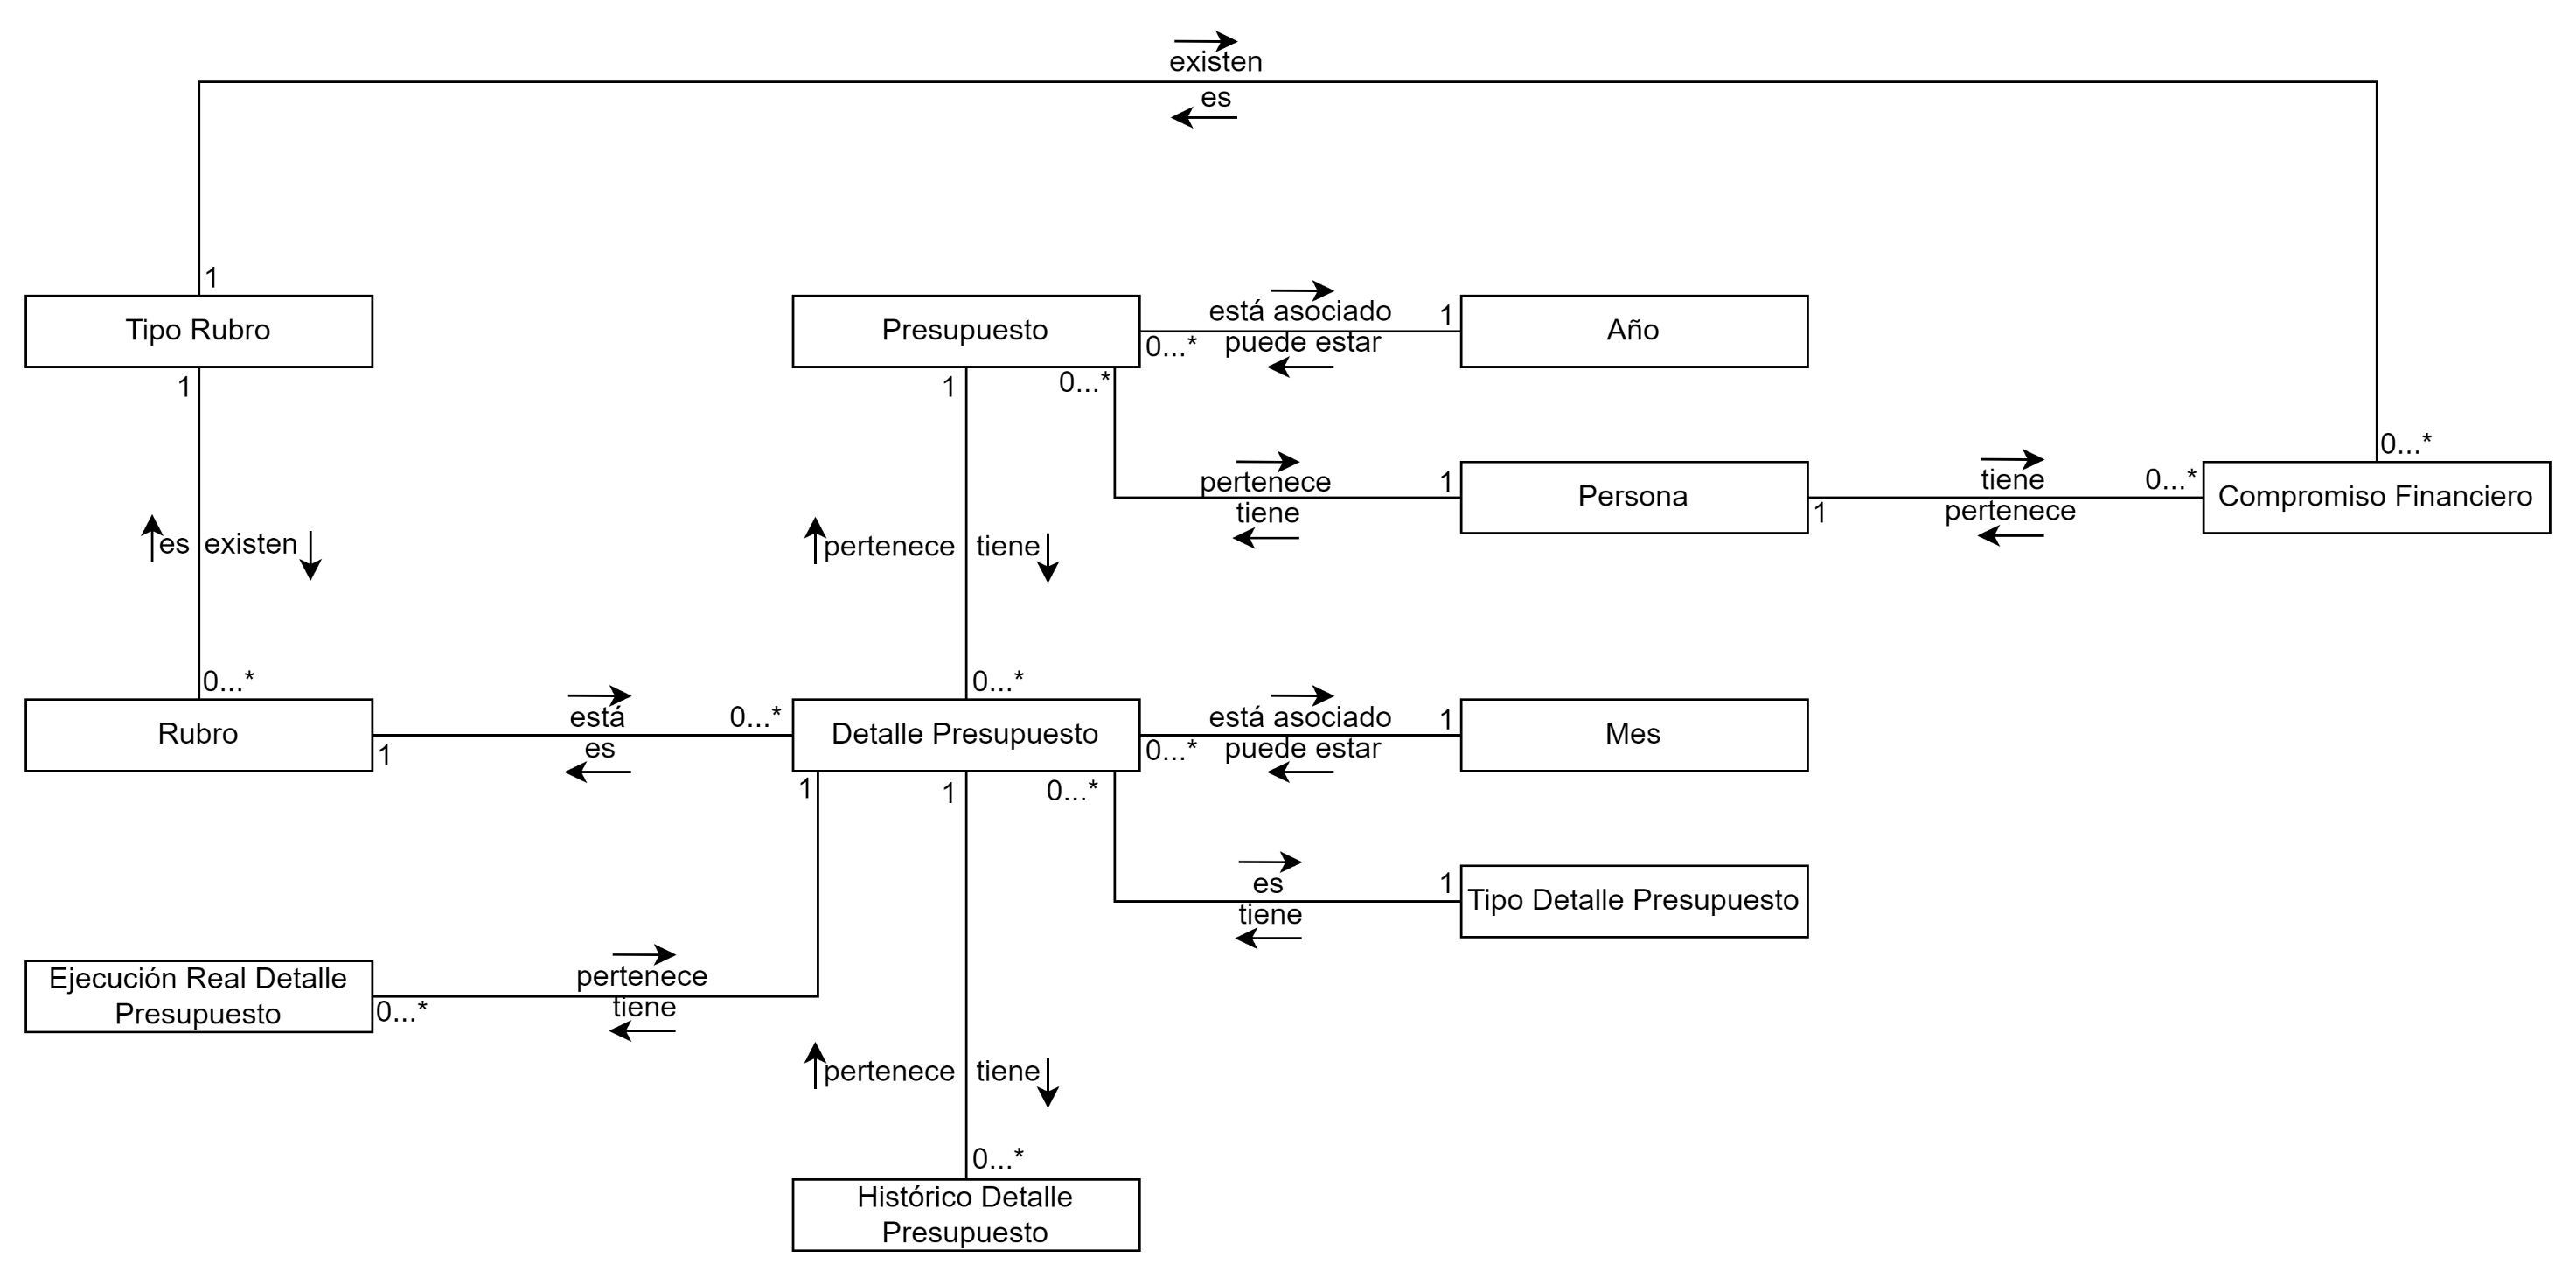 existen
es
1
Tipo Rubro
1
es existen
0...*
Presupuesto
0...*
está asociado
puede estar
1
Año
1
0...*
pertenece
tiene
1
Persona
1
tiene
pertenece
0...*
0...*
Compromiso Financiero
pertenece tiene
0...*
Rubro
1
está
es
0...*
Detalle Presupuesto
0...*
está asociado
puede estar
1
Mes
1
1
0...*
es
tiene
1
Tipo Detalle Presupuesto
Ejecución Real Detalle
Presupuesto
0...*
pertenece
tiene
pertenece tiene
0...*
Histórico Detalle
Presupuesto